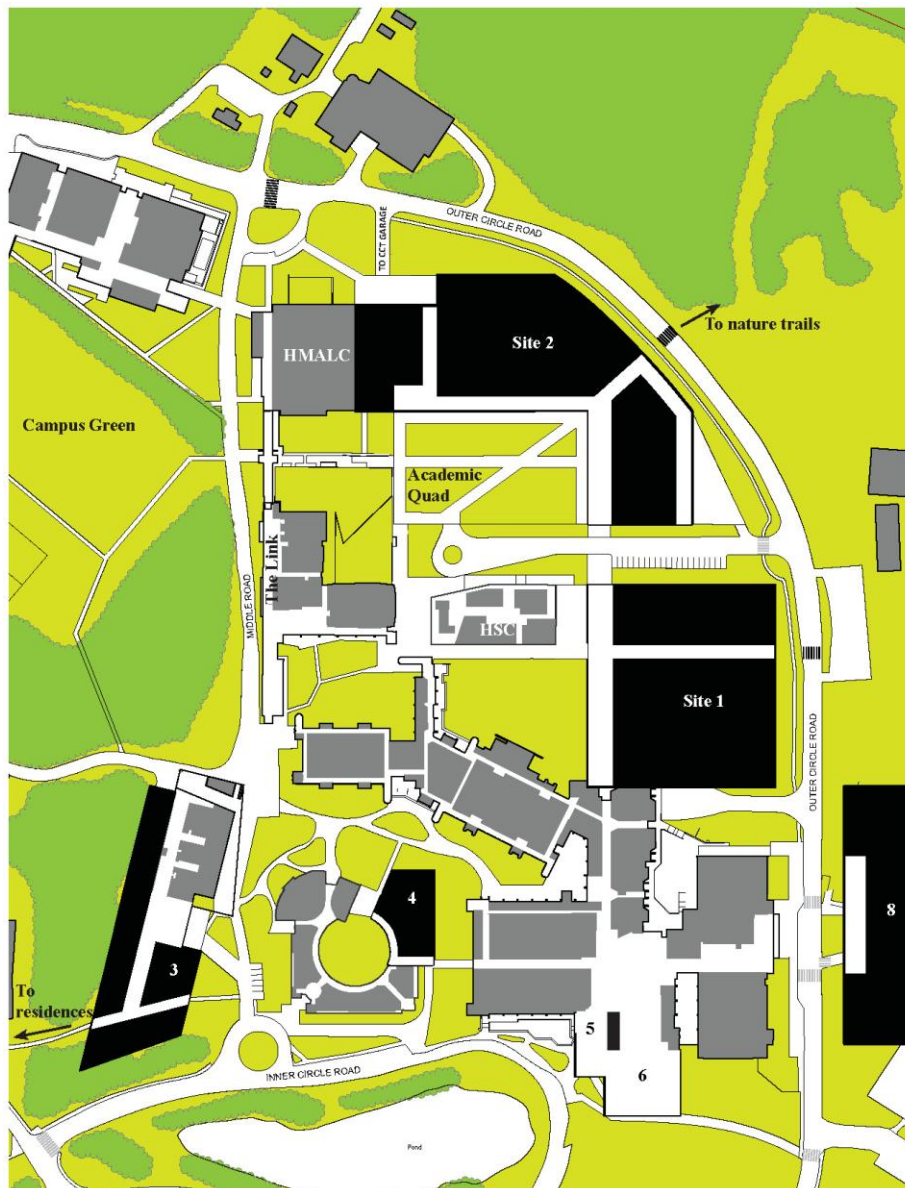 OUTER CIRCLE ROAD
TO CCT GARAGE
To nature trails
Site 2
HMALC
Campus Green
Academic
Quad
The Link
MIDDLE ROAD
HSC
Site 1
OUTER CIRCLE ROAD
4
8
3
To
residences
5
6
INNER CIRCLE ROAD
Pond